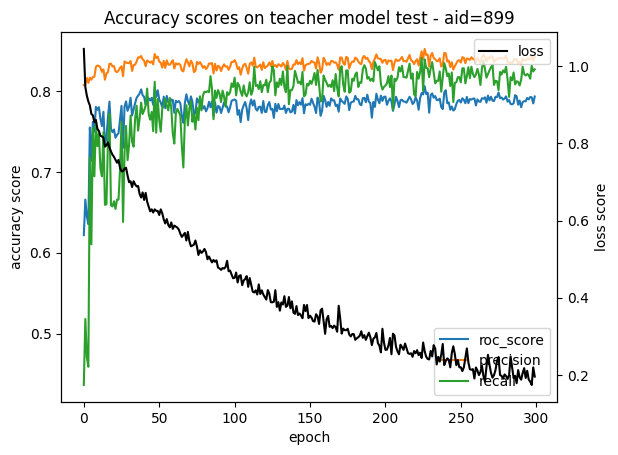 Accuracy scores on teacher model test - aid=899
loss
accuracy score
0.8
0.7
0.6
0.5
1.0
0.8
0.6
0.4
0.2
loss score
roc_score
precision
recall
0
50
100
150
200
250
300
epoch